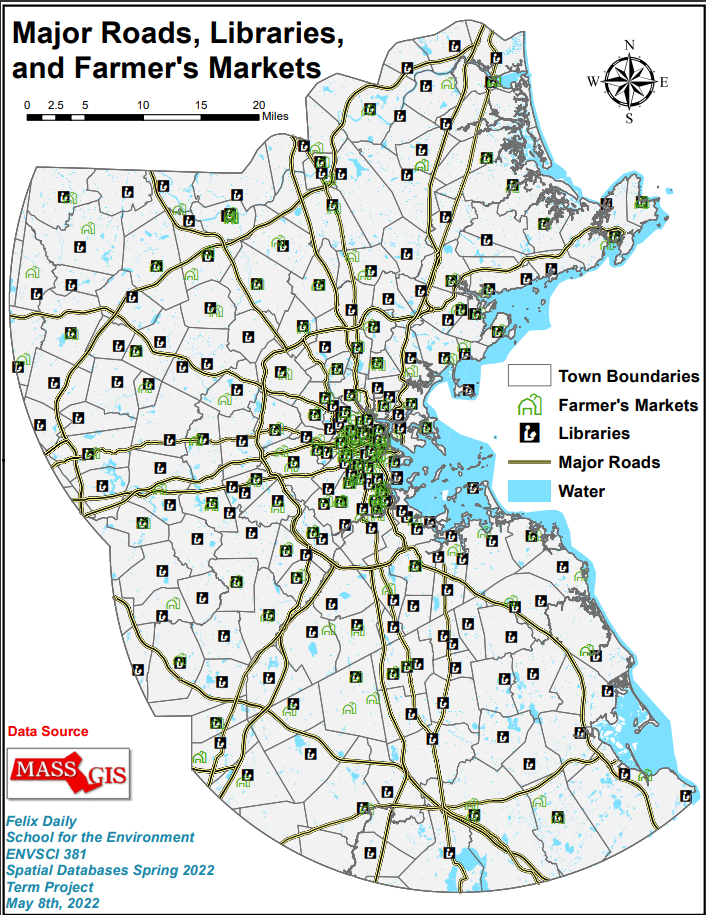 Major Roads, Libraries,
and Farmer's Markets
0 2.5 5 10 15 20
Miles
N
W E
S
Town Boundaries
Farmer's Markets
Libraries
Major Roads
Water
Data Source
MASS GIS
Felix Daily
School for the Environment
ENVSCI 381
Spatial Databases Spring 2022
Term Project
May 8th, 2022